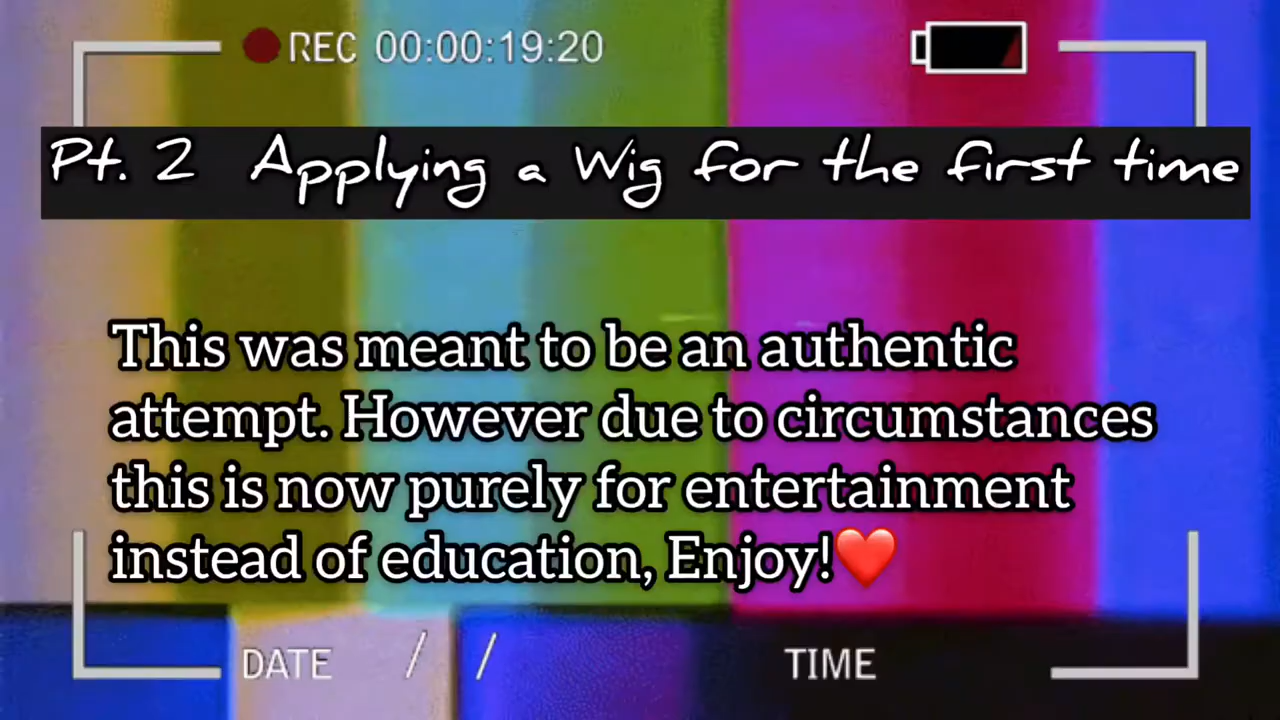 REC 00:00:19:20
Pt. 2 Applying a Wig for the first time
This was meant to be an authentic
attempt. However due to circumstances
this is now purely for entertainment
instead of education, Enjoy!❤️
DATE / / TIME